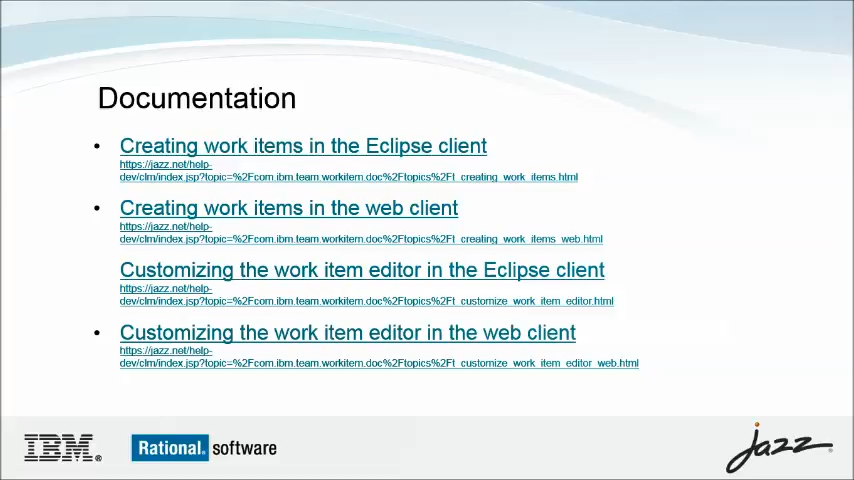 Documentation
• Creating work items in the Eclipse client
https://jazz.net/help-
dev/clm/index.jsp?topic=%2Fcom.ibm.team.workitem.doc%2Ftopics%2Ft_creating_work_items.html
• Creating work items in the web client
https://jazz.net/help-
dev/clm/index.jsp?topic=%2Fcom.ibm.team.workitem.doc%2Ftopics%2Ft_creating_work_items_web.html
Customizing the work item editor in the Eclipse client
https://jazz.net/help-
dev/clm/index.jsp?topic=%2Fcom.ibm.team.workitem.doc%2Ftopics%2Ft_customize_work_item_editor.html
• Customizing the work item editor in the web client
https://jazz.net/help-
dev/clm/index.jsp?topic=%2Fcom.ibm.team.workitem.doc%2Ftopics%2Ft_customize_work_item_editor_web.html
IBM® Rational® software jazz®